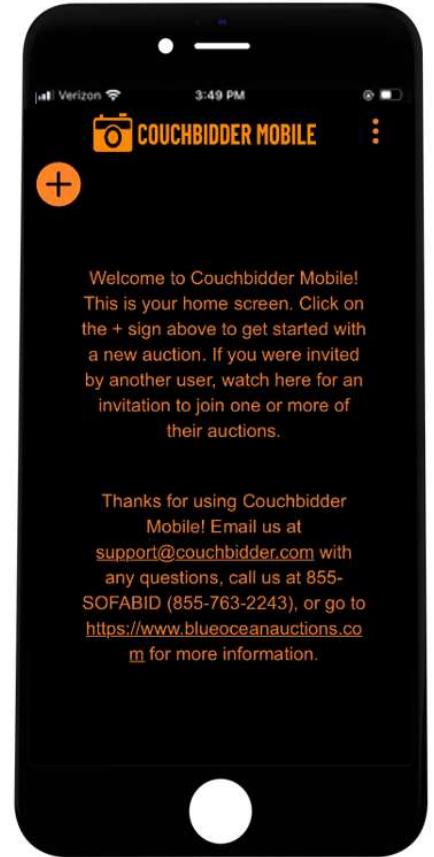 Verizon 3:49 PM
COUCHBIDDER MOBILE
+
Welcome to Couchbidder Mobile!
This is your home screen. Click on
the + sign above to get started with
a new auction. If you were invited
by another user, watch here for an
invitation to join one or more of
their auctions.
Thanks for using Couchbidder
Mobile! Email us at
support@couchbidder.com with
any questions, call us at 855-
SOFABID (855-763-2243), or go to
https://www.blueoceanauctions.co
m for more information.